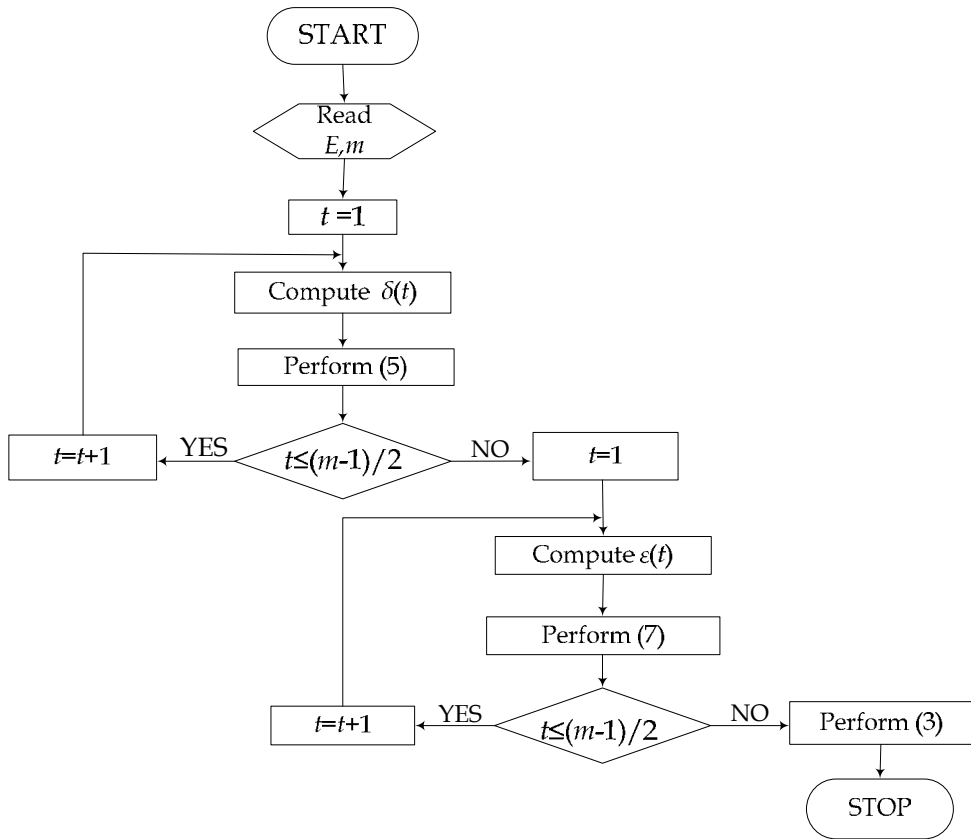 START
Read
E,m
t =1
Compute δ(t)
Perform (5)
t=t+1
YES
t≤(m-1)/2
NO
t=1
Compute ε(t)
Perform (7)
t=t+1
YES
t≤(m-1)/2
NO
Perform (3)
STOP